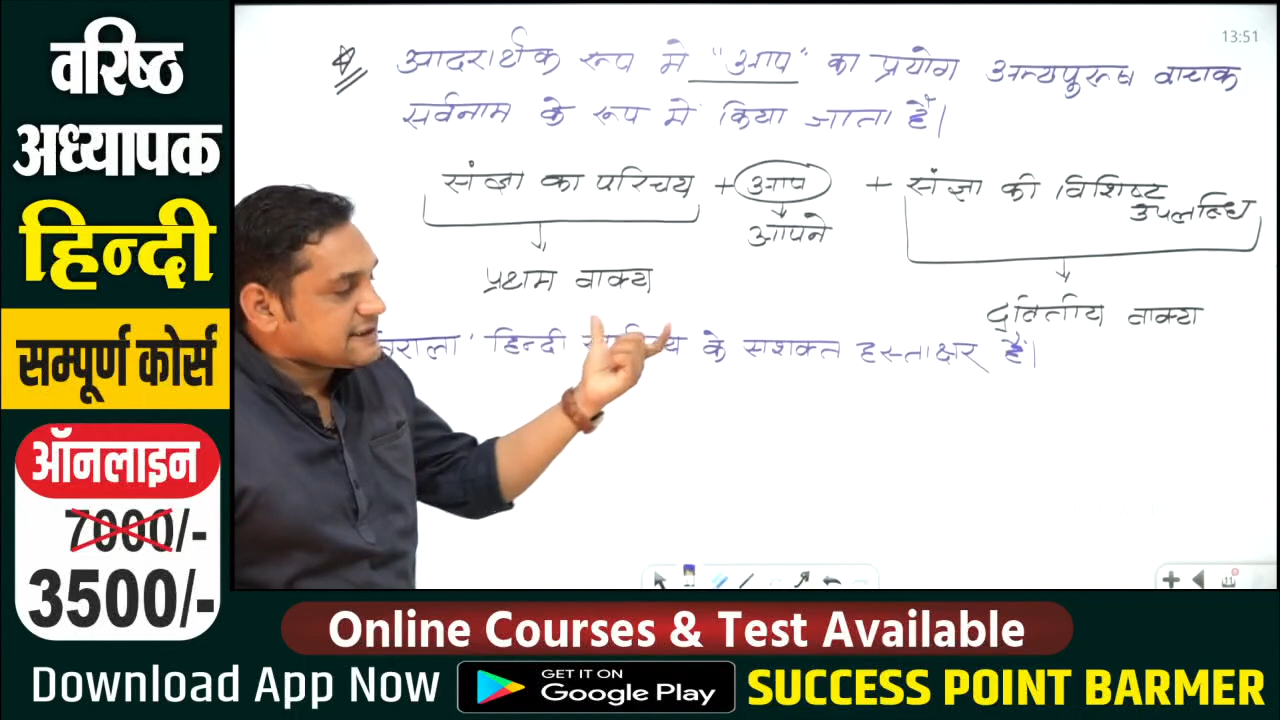 वरिष्ठ
अध्यापक
हिन्दी
सम्पूर्ण कोर्स
ऑनलाइन
7000/-
3500/-
13:51
आदरार्थक रूप में "आप" का प्रयोग अन्यपुरुष वाचक
सर्वनाम के रूप में किया जाता है।
संज्ञा का परिचय + आप + संज्ञा की विशिष्ट
उपलब्धि
आपने
प्रथम वाक्य
द्वितीय वाक्य
हिन्दी के सशक्त हस्ताक्षर हैं।
Online Courses & Test Available
Download App Now
GET IT ON
Google Play
SUCCESS POINT BARMER